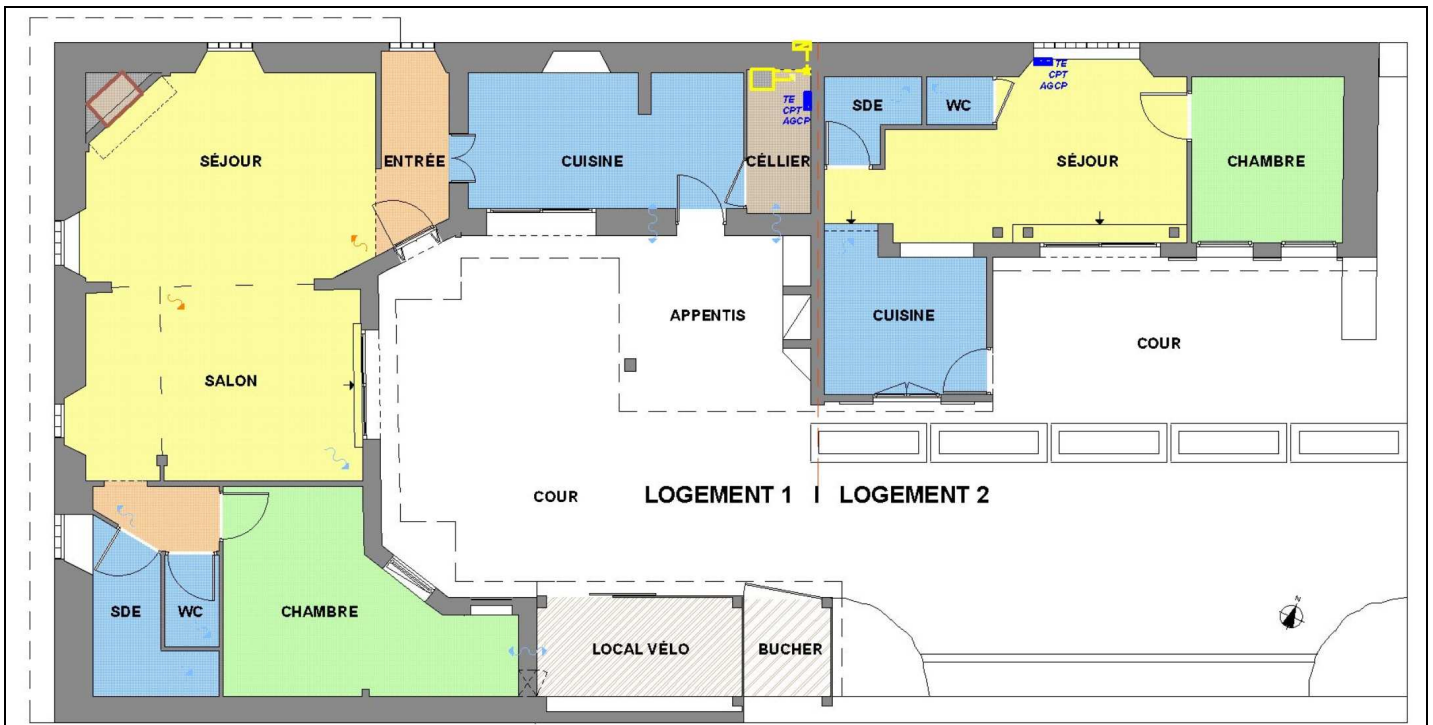 TE
CPT
AGCP
TE
CPT
AGCP
SDE
WC
SÉJOUR
ENTRÉE
CUISINE
CÉLLIER
SÉJOUR
CHAMBRE
APPENTIS
CUISINE
COUR
SALON
COUR
LOGEMENT 1 I LOGEMENT 2
SDE
WC
CHAMBRE
LOCAL VÉLO
BUCHER
N